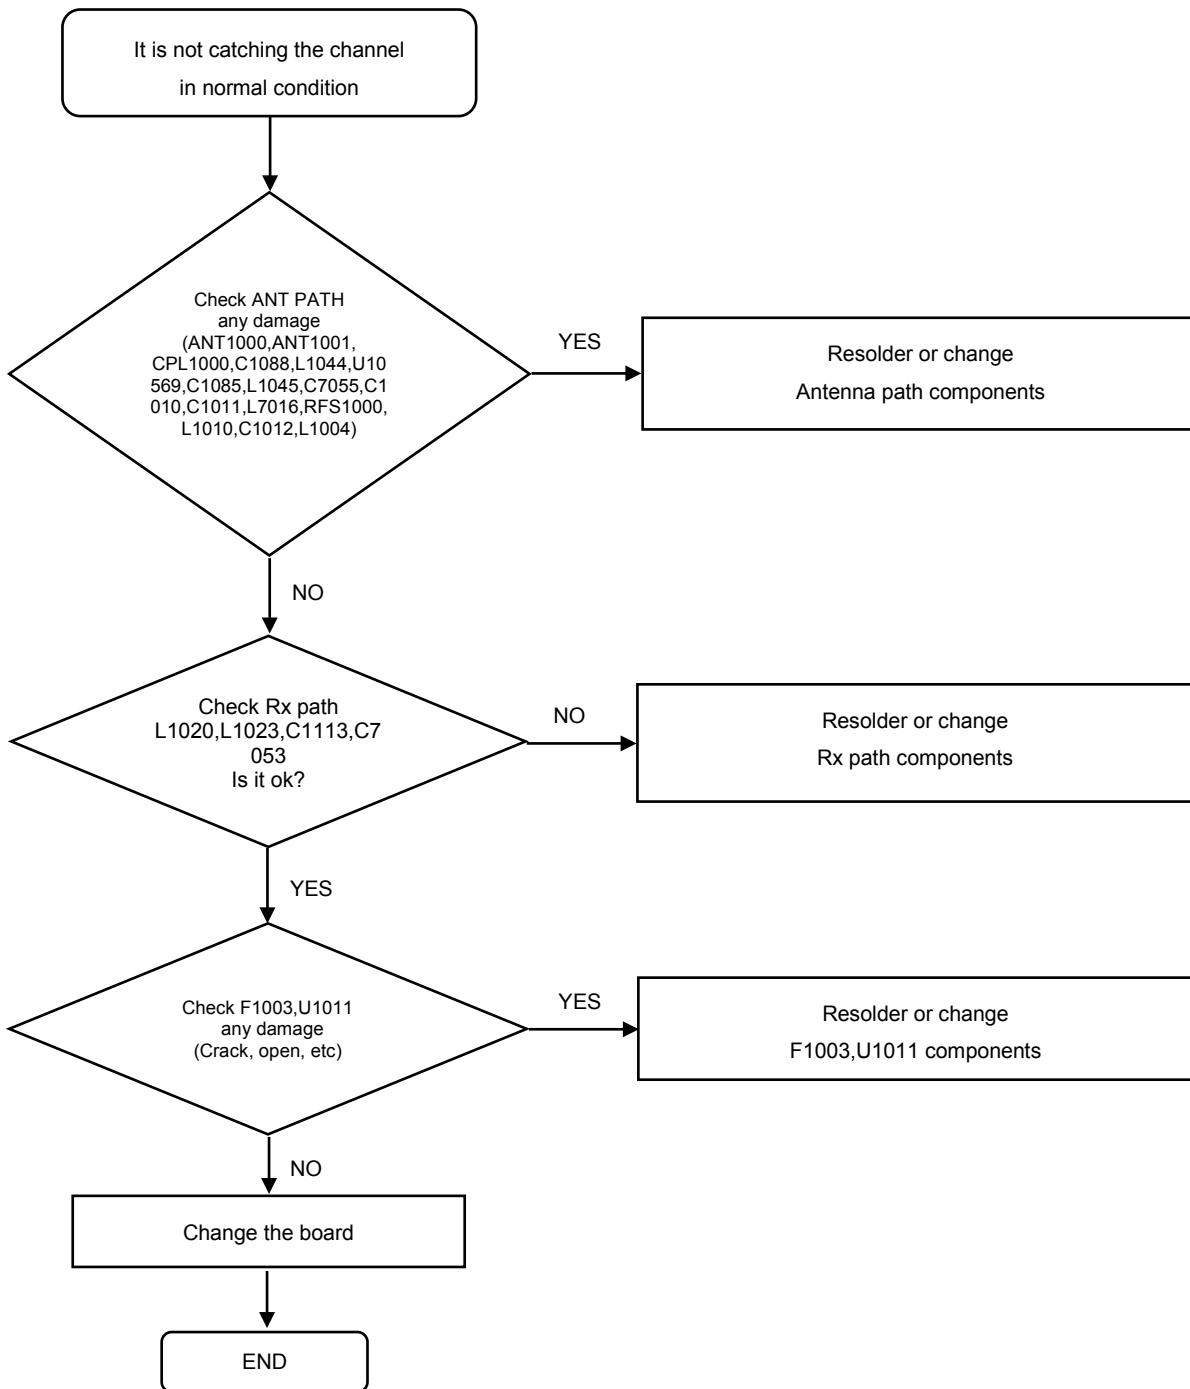 It is not catching the channel
in normal condition
Check ANT PATH
any damage
(ANT1000,ANT1001,
CPL1000,C1088,L1044,U10
569,C1085,L1045,C7055,C1
010,C1011,L7016,RFS1000,
L1010,C1012,L1004)
YES
Resolder or change
Antenna path components
NO
Check Rx path
L1020,L1023,C1113,C7
053
Is it ok?
NO
Resolder or change
Rx path components
YES
Check F1003,U1011
any damage
(Crack, open, etc)
YES
Resolder or change
F1003,U1011 components
NO
Change the board
END